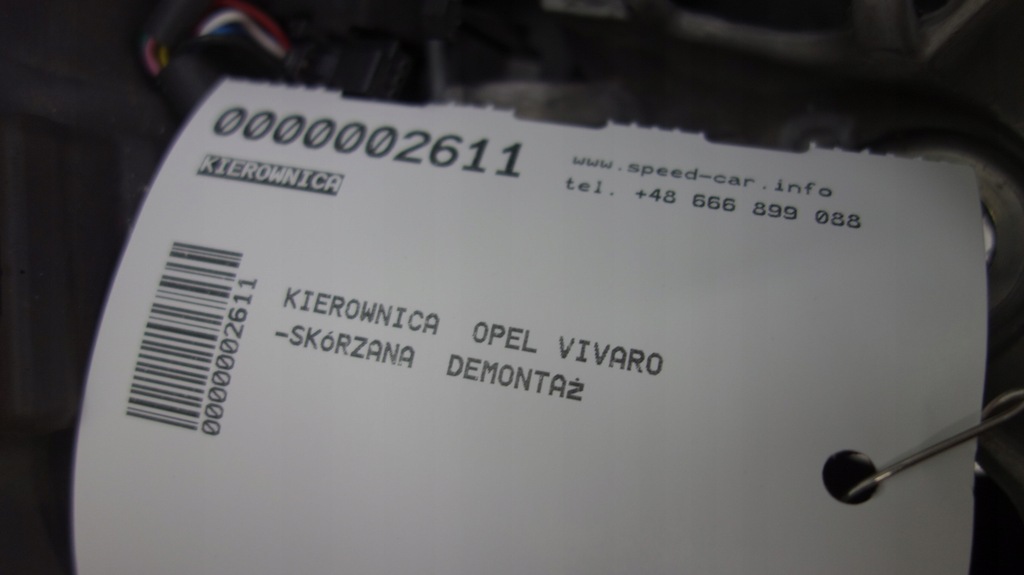 0000002611
KIEROWNICA
www.speed-car.info
tel. +48 666 899 088
0000002611
KIEROWNICA OPEL VIVARO
-SKóRZANA DEMONTAż